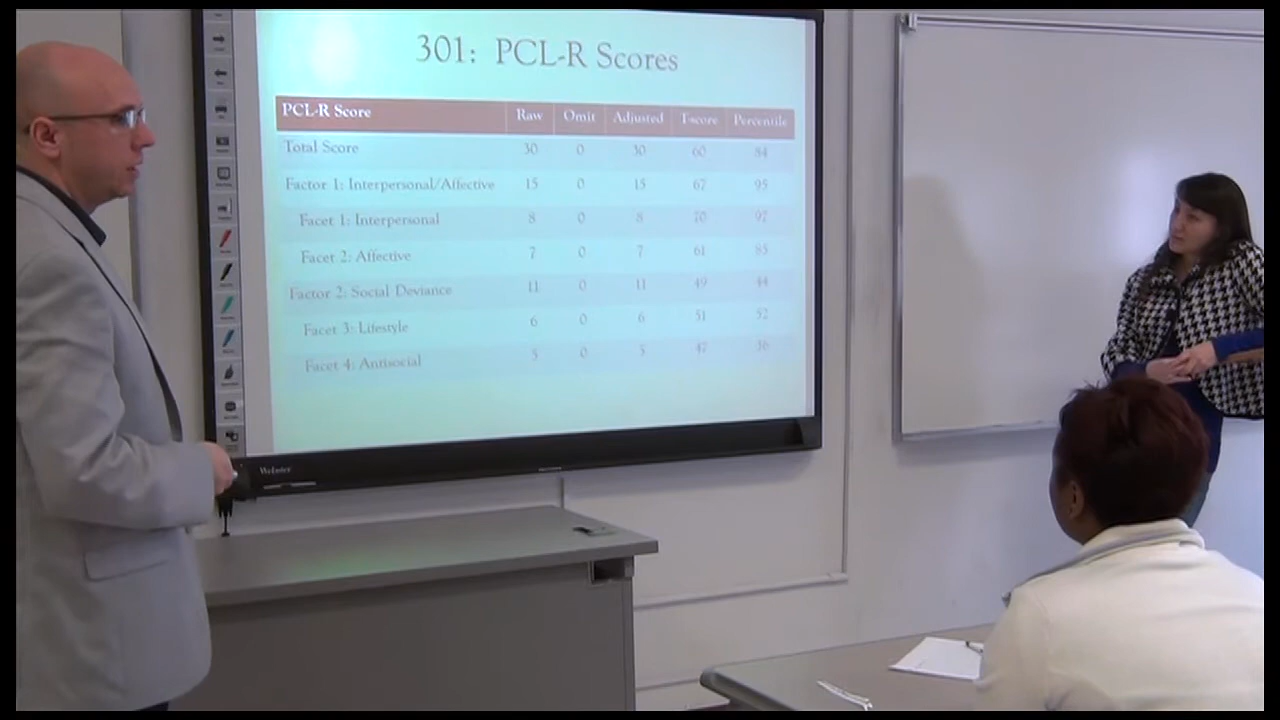 301: PCL-R Scores
PCL-R Score Raw Omit Adjusted T-score Percentile
Total Score 30 0 30 60 84
Factor 1: Interpersonal/Affective 15 0 15 67 95
Facet 1: Interpersonal 8 0 8 70 97
Facet 2: Affective 7 0 7 61 85
Factor 2: Social Deviance 11 0 11 49 44
Facet 3: Lifestyle 6 0 6 51 52
Facet 4: Antisocial 5 0 5 47 36
Webster